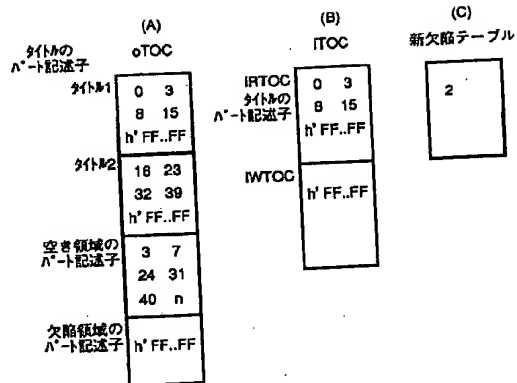 (A)
oTOC
タイトルの
パート記述子
タイトル1
0 3
8 15
h' FF..FF
タイトル2
16 23
32 39
h' FF..FF
空き領域の
パート記述子
3 7
24 31
40 n
欠陥領域の
パート記述子
h' FF..FF
(B)
ITOC
IRTOC
タイトルの
パート記述子
0 3
8 15
h' FF..FF
IWTOC
h' FF..FF
(C)
新欠陥テーブル
2